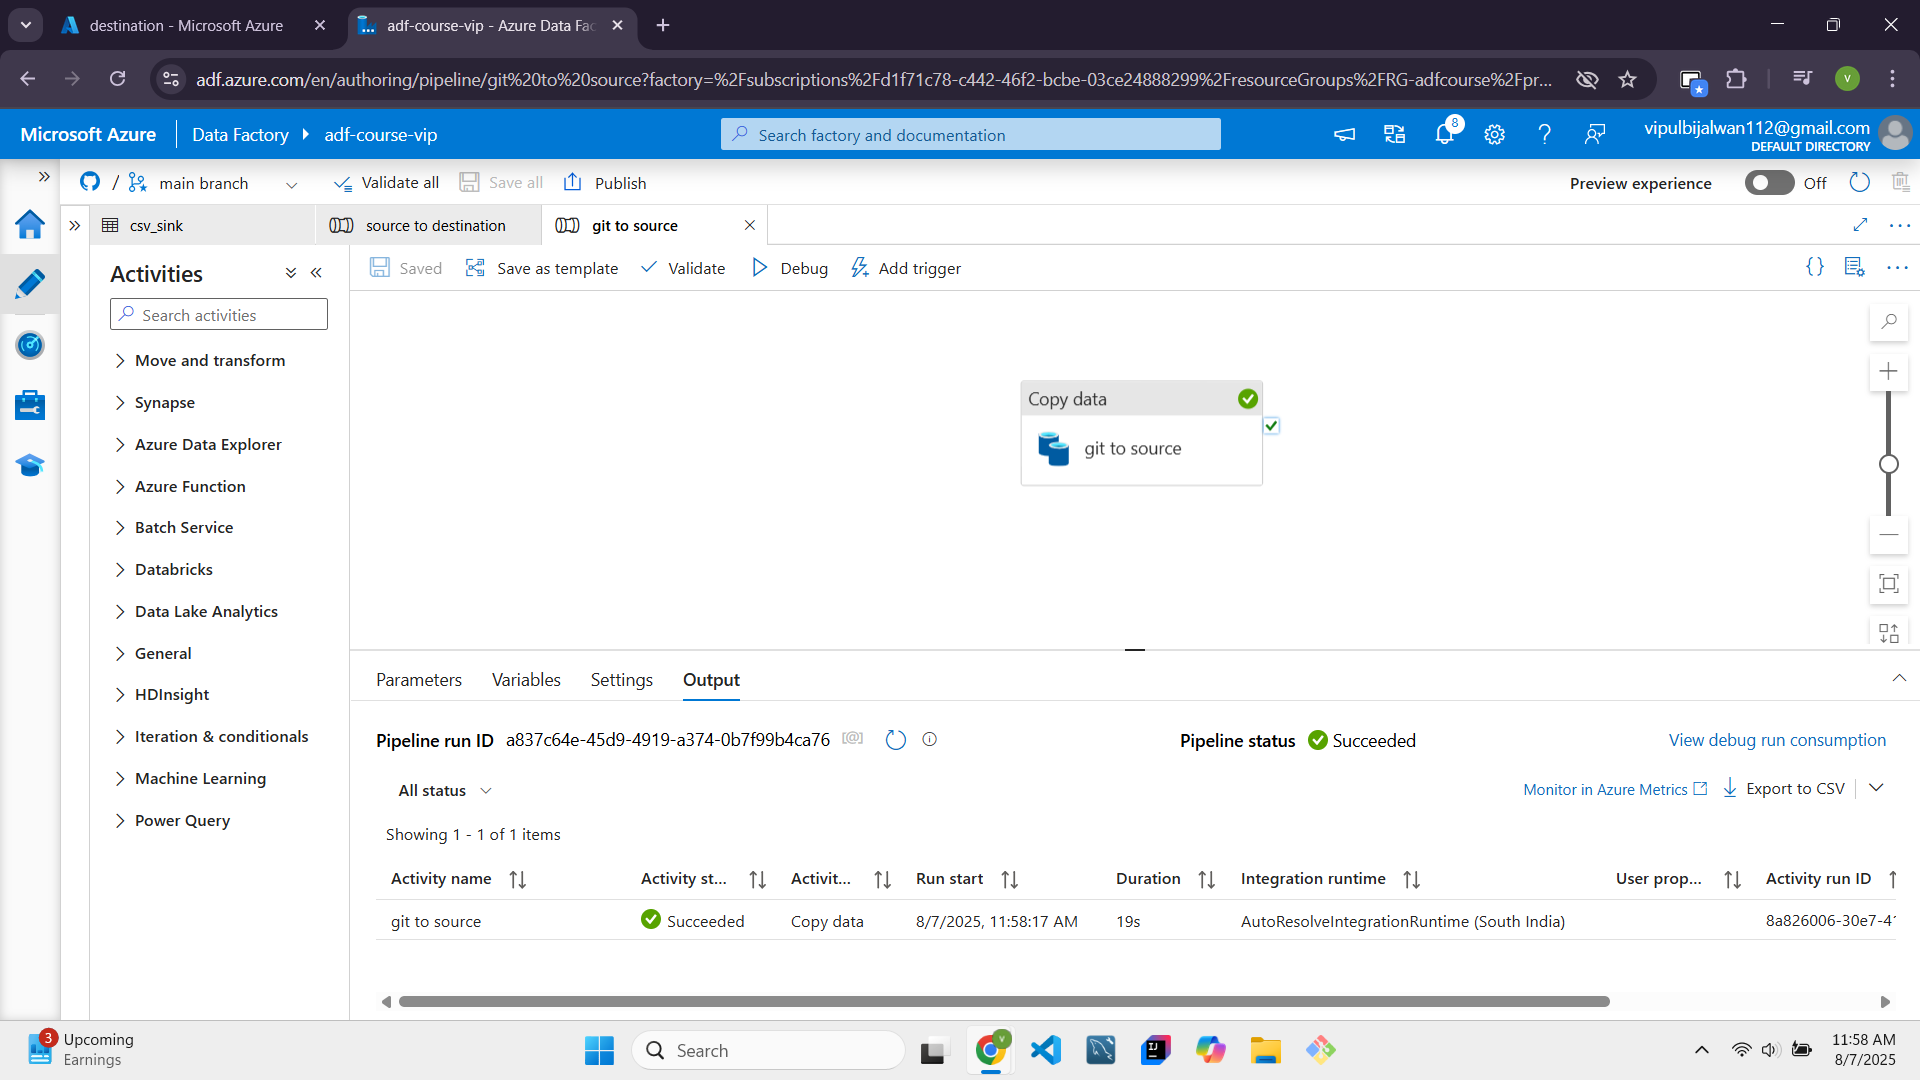 destination - Microsoft Azure
adf-course-vip - Azure Data Fac
adf.azure.com/en/authoring/pipeline/git%20to%20source?factory=%2Fsubscriptions%2Fd1f71c78-c442-46f2-bcbe-03ce24888299%2FresourceGroups%2FRG-adfcourse%2Fpr...
V
Microsoft Azure
Data Factory
adf-course-vip
Search factory and documentation
8
vipulbijalwan112@gmail.com
DEFAULT DIRECTORY
/ main branch
Validate all
Save all
Publish
Preview experience
Off
csv_sink
source to destination
git to source
Activities
Search activities
Saved
Save as template
Validate
Debug
Add trigger
Move and transform
Synapse
Azure Data Explorer
Azure Function
Batch Service
Databricks
Data Lake Analytics
General
HDInsight
Iteration & conditionals
Machine Learning
Power Query
Copy data
git to source
Parameters
Variables
Settings
Output
Pipeline run ID a837c64e-45d9-4919-a374-0b7f99b4ca76
Pipeline status Succeeded
View debug run consumption
All status
Monitor in Azure Metrics
Export to CSV
Showing 1 - 1 of 1 items
Activity name Activity st... Activit... Run start Duration Integration runtime User prop... Activity run ID
git to source Succeeded Copy data 8/7/2025, 11:58:17 AM 19s AutoResolveIntegrationRuntime (South India) 8a826006-30e7-41
3
Upcoming
Earnings
Search
V
11:58 AM
8/7/2025